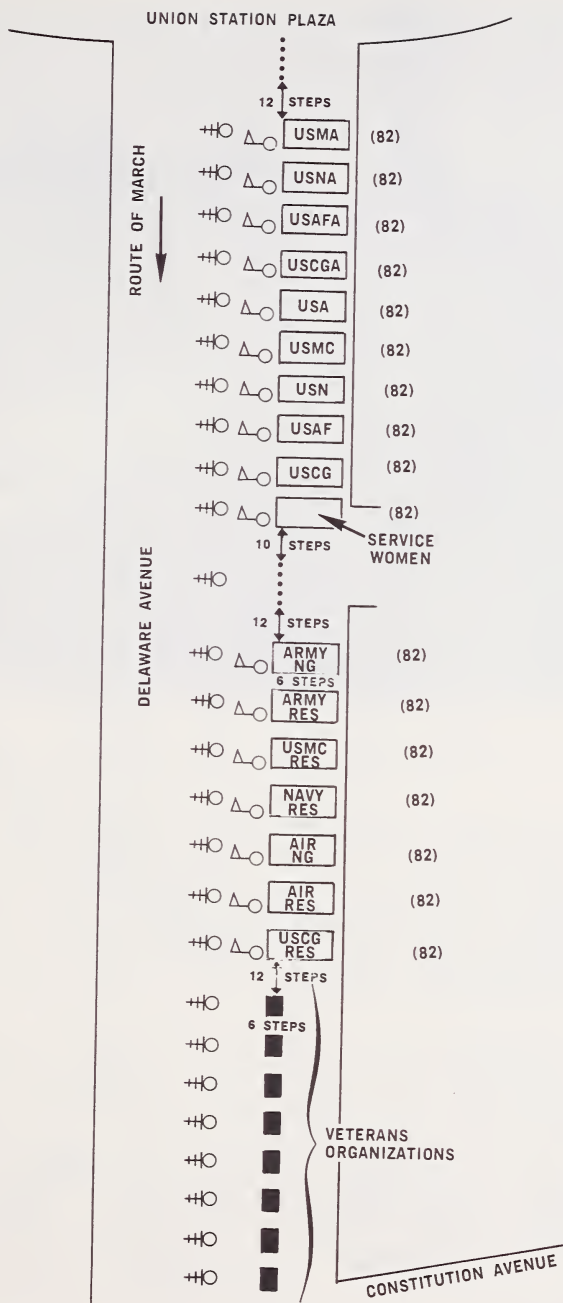 UNION STATION PLAZA
12 STEPS
USMA (82)
USNA (82)
ROUTE OF MARCH
USAFA (82)
USCGA (82)
USA (82)
USMC (82)
USN (82)
USAF (82)
USCG (82)
(82)
SERVICE
WOMEN
10 STEPS
DELAWARE AVENUE
12 STEPS
ARMY
NG (82)
6 STEPS
ARMY
RES (82)
USMC
RES (82)
NAVY
RES (82)
AIR
NG (82)
AIR
RES (82)
USCG
RES (82)
12 STEPS
6 STEPS
VETERANS
ORGANIZATIONS
CONSTITUTION AVENUE